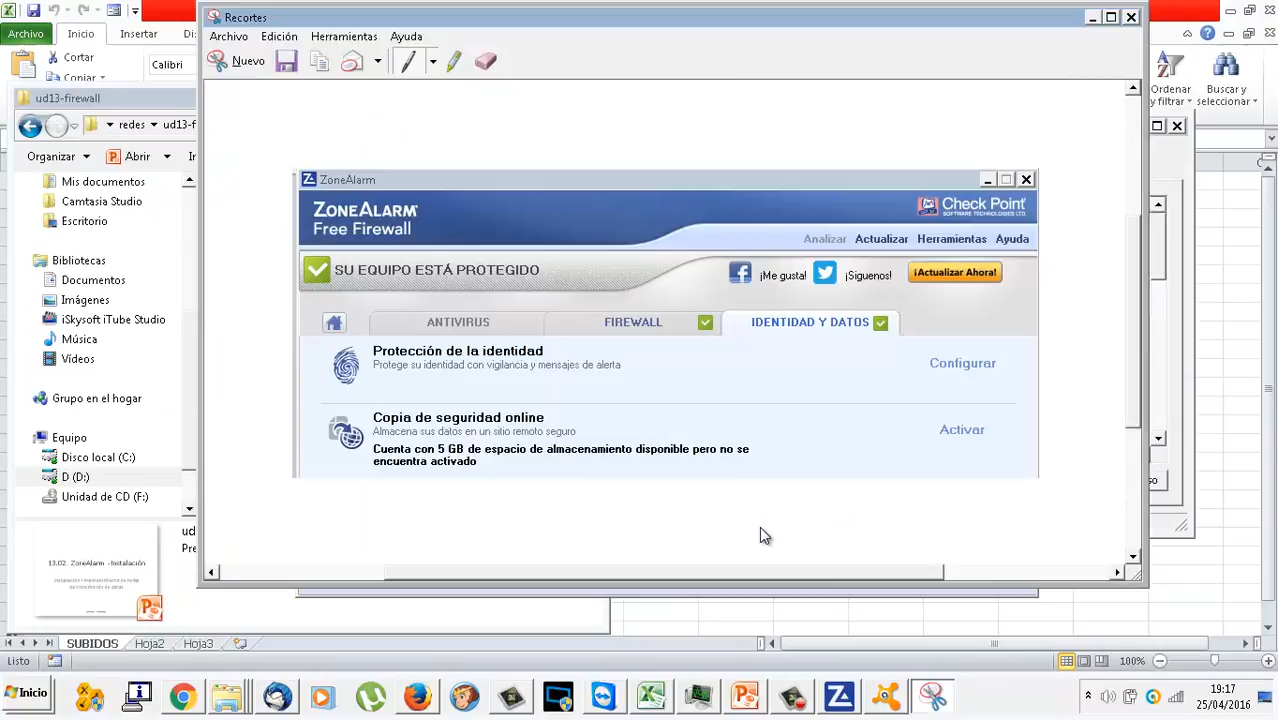 Recortes
Archivo Edición Herramientas Ayuda
Nuevo
Archivo Inicio Insertar
Cortar
Copiar
Calibri
Ordenar y filtrar
Buscar y seleccionar
ud13-firewall
redes ud13-f
Organizar Abrir
Mis documentos
Camtasia Studio
Escritorio
Bibliotecas
Documentos
Imágenes
iSkysoft iTube Studio
Música
Vídeos
Grupo en el hogar
Equipo
Disco local (C:)
D (D:)
Unidad de CD (F:)
13.02. ZoneAlarm -Instalación
ud
Pre
ZoneAlarm
ZONEALARM
Free Firewall
Check Point
SOFTWARE TECHNOLOGIES LTD.
Analizar Actualizar Herramientas Ayuda
SU EQUIPO ESTÁ PROTEGIDO
¡Me gusta! ¡Síguenos! ¡Actualizar Ahora!
ANTIVIRUS FIREWALL IDENTIDAD Y DATOS
Protección de la identidad
Protege su identidad con vigilancia y mensajes de alerta
Configurar
Copia de seguridad online
Almacena sus datos en un sitio remoto seguro
Activar
Cuenta con 5 GB de espacio de almacenamiento disponible pero no se
encuentra activado
SUBIDOS Hoja2 Hoja3
Listo
100%
Inicio
19:17
25/04/2016